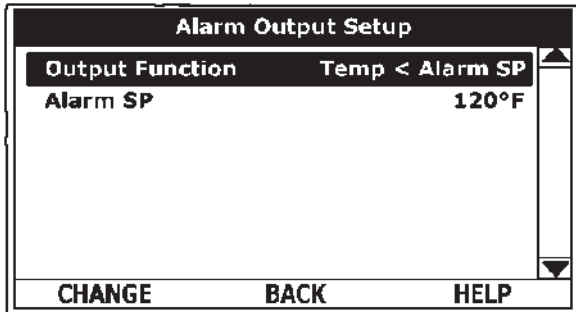 Alarm Output Setup
Output Function Temp < Alarm SP
Alarm SP 120°F
CHANGE BACK HELP